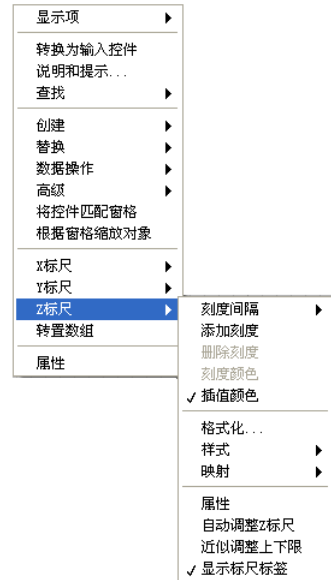 显示项
转换为输入控件
说明和提示...
查找
创建
替换
数据操作
高级
将控件匹配窗格
根据窗格缩放对象
X标尺
Y标尺
Z标尺
转置数组
属性
刻度间隔
添加刻度
删除刻度
刻度颜色
插值颜色
格式化...
样式
映射
属性
自动调整Z标尺
近似调整上下限
显示标尺标签